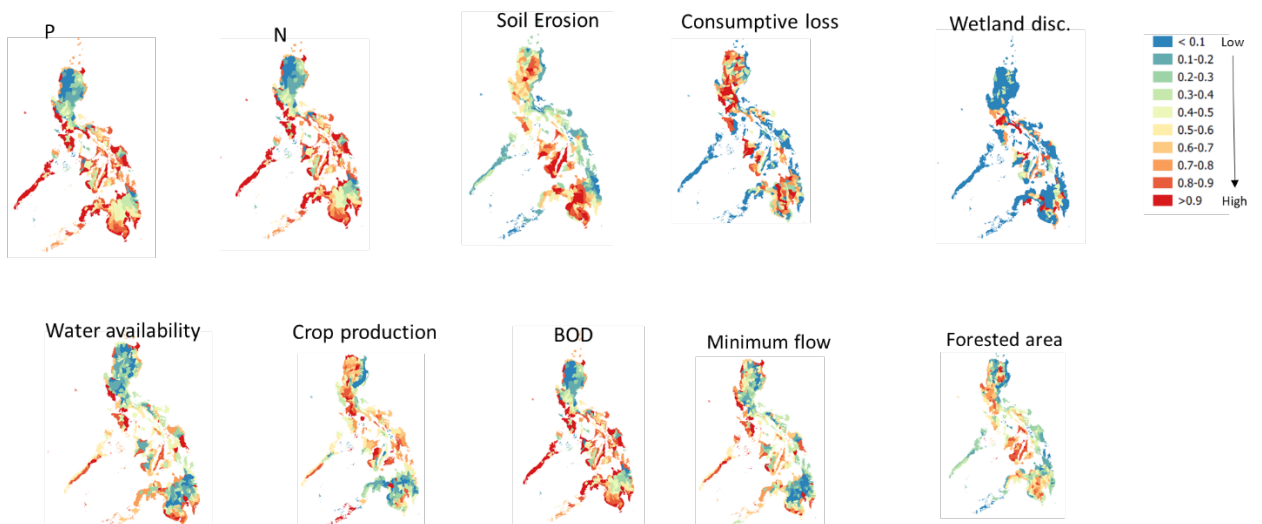 P
N
Soil Erosion
Consumptive loss
Wetland disc.
< 0.1 Low
0.1-0.2
0.2-0.3
0.3-0.4
0.4-0.5
0.5-0.6
0.6-0.7
0.7-0.8
0.8-0.9
>0.9 High
Water availability
Crop production
BOD
Minimum flow
Forested area